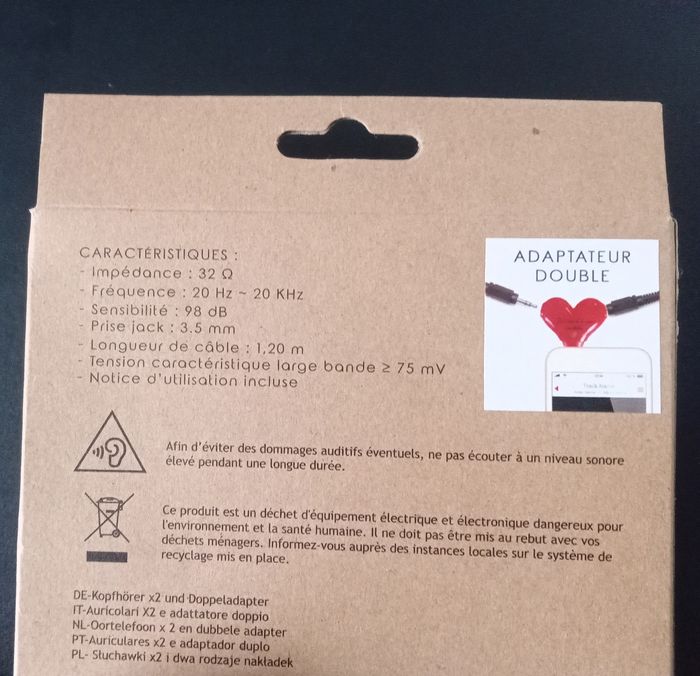 CARACTÉRISTIQUES :
- Impédance : 32 Ω
- Fréquence : 20 Hz ~ 20 KHz
- Sensibilité : 98 dB
- Prise jack : 3.5 mm
- Longueur de câble : 1,20 m
- Tension caractéristique large bande ≥ 75 mV
- Notice d'utilisation incluse
ADAPTATEUR
DOUBLE
Track Name
Afin d'éviter des dommages auditifs éventuels, ne pas écouter à un niveau sonore
élevé pendant une longue durée.
Ce produit est un déchet d'équipement électrique et électronique dangereux pour
l'environnement et la santé humaine. Il ne doit pas être mis au rebut avec vos
déchets ménagers. Informez-vous auprès des instances locales sur le système de
recyclage mis en place.
DE-Kopfhörer x2 und Doppeladapter
IT-Auricolari X2 e adattatore doppio
NL-Oortelefoon x 2 en dubbele adapter
PT-Auriculares x2 e adaptador duplo
PL- Słuchawki x2 i dwa rodzaje nakładek